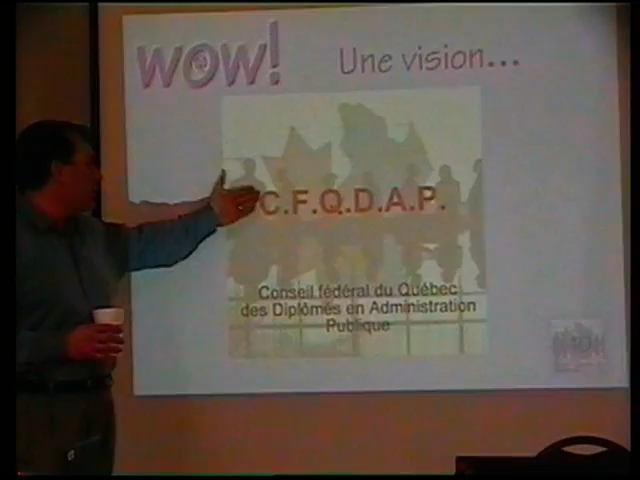 WOW!
Une vision...
C.F.Q.D.A.P.
Conseil fédéral du Québec
des Diplômés en Administration
Publique